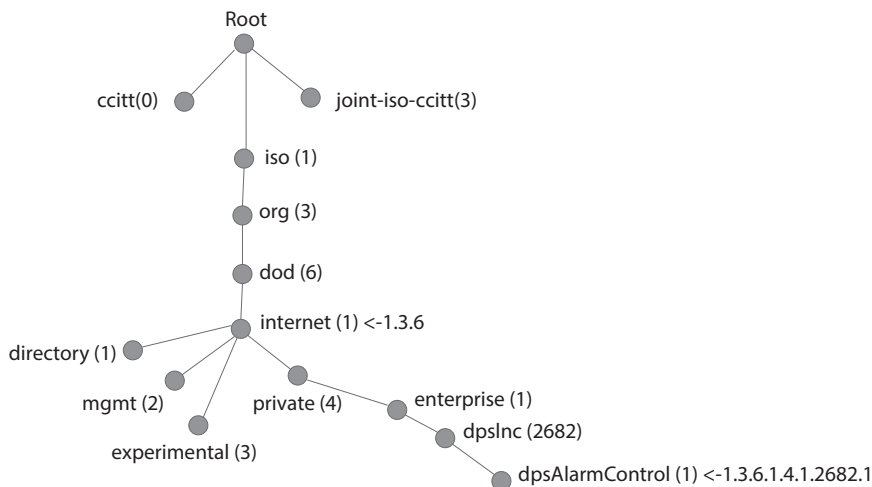 Root
ccitt(0)
joint-iso-ccitt(3)
iso (1)
org (3)
dod (6)
internet (1) <-1.3.6
directory (1)
mgmt (2)
private (4)
enterprise (1)
experimental (3)
dpsInc (2682)
dpsAlarmControl (1) <-1.3.6.1.4.1.2682.1